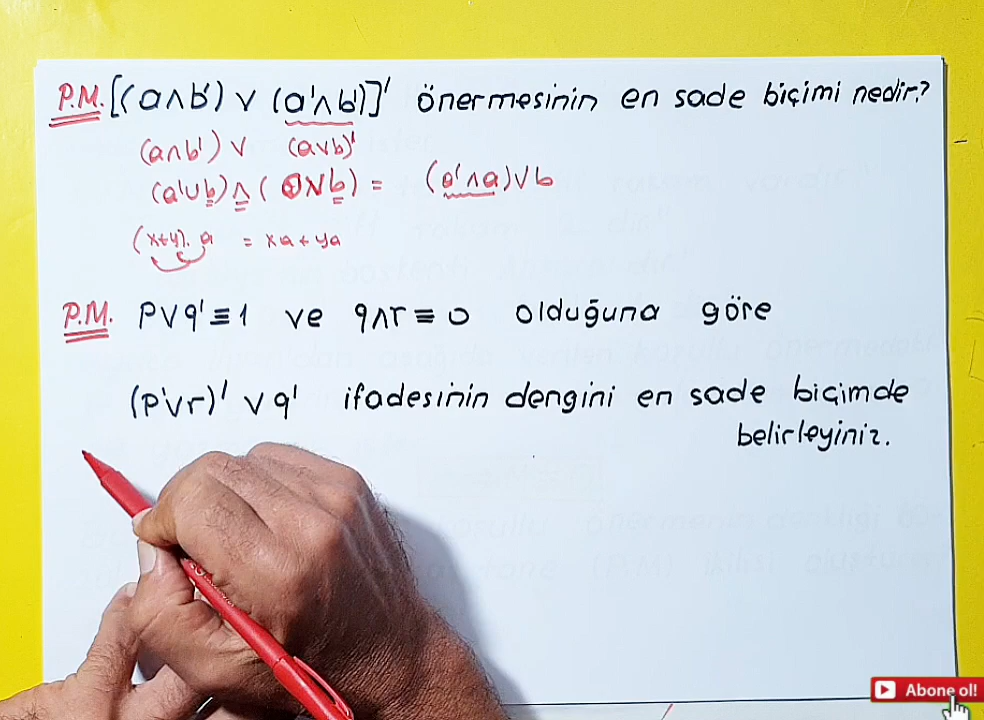 P.M. [(a∧b') ∨ (a'∧b')]' önermesinin en sade biçimi nedir?
(a∧b') ∨ (a∨b)'
(a'∪b) ∧ (a∨b) = (a'∧a)∨b
(x+y). a = xa + ya
P.M. p∨q' ≡ 1 ve q∧r ≡ 0 olduğuna göre
(p'∨r)' ∨ q' ifadesinin dengini en sade biçimde
belirleyiniz.
Abone ol!